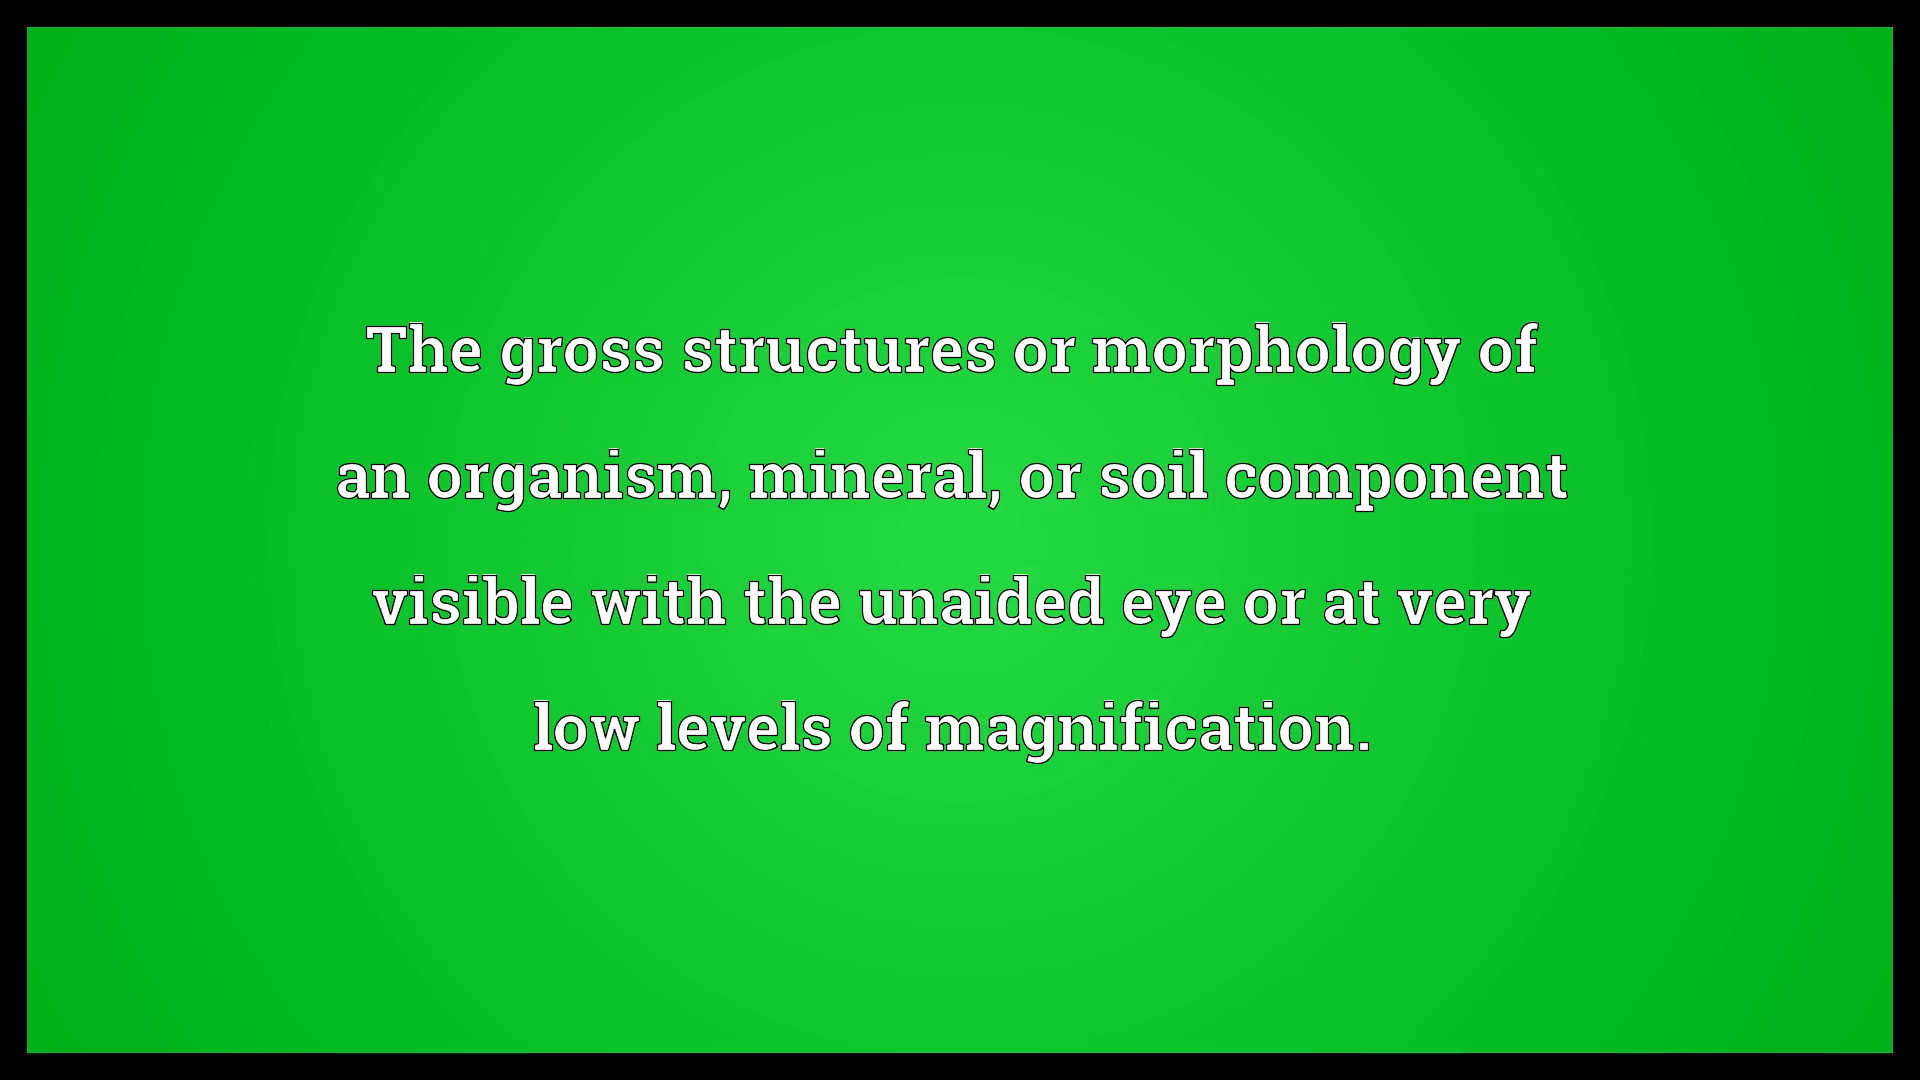 The gross structures or morphology of
an organism, mineral, or soil component
visible with the unaided eye or at very
low levels of magnification.